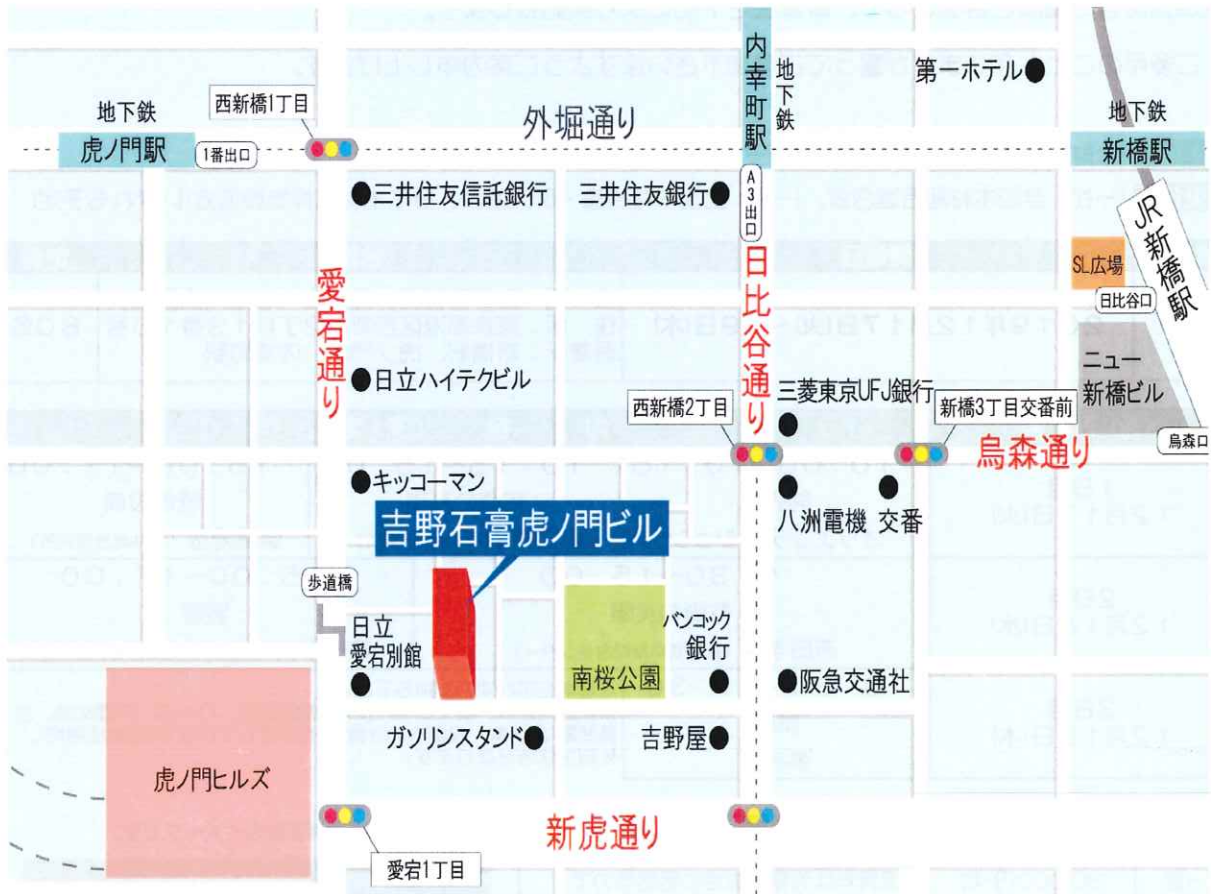 内幸町駅
地下鉄
第一ホテル
西新橋1丁目
外堀通り
地下鉄
虎ノ門駅
1番出口
地下鉄
新橋駅
三井住友信託銀行
三井住友銀行
A3出口
JR新橋駅
SL広場
日比谷口
愛宕通り
日比谷通り
日立ハイテクビル
三菱東京UFJ銀行
ニュー
新橋ビル
西新橋2丁目
新橋3丁目交番前
烏森通り
烏森口
キッコーマン
八洲電機
交番
吉野石膏虎ノ門ビル
歩道橋
日立
愛宕別館
南桜公園
バンコック
銀行
阪急交通社
ガソリンスタンド
吉野屋
虎ノ門ヒルズ
新虎通り
愛宕1丁目